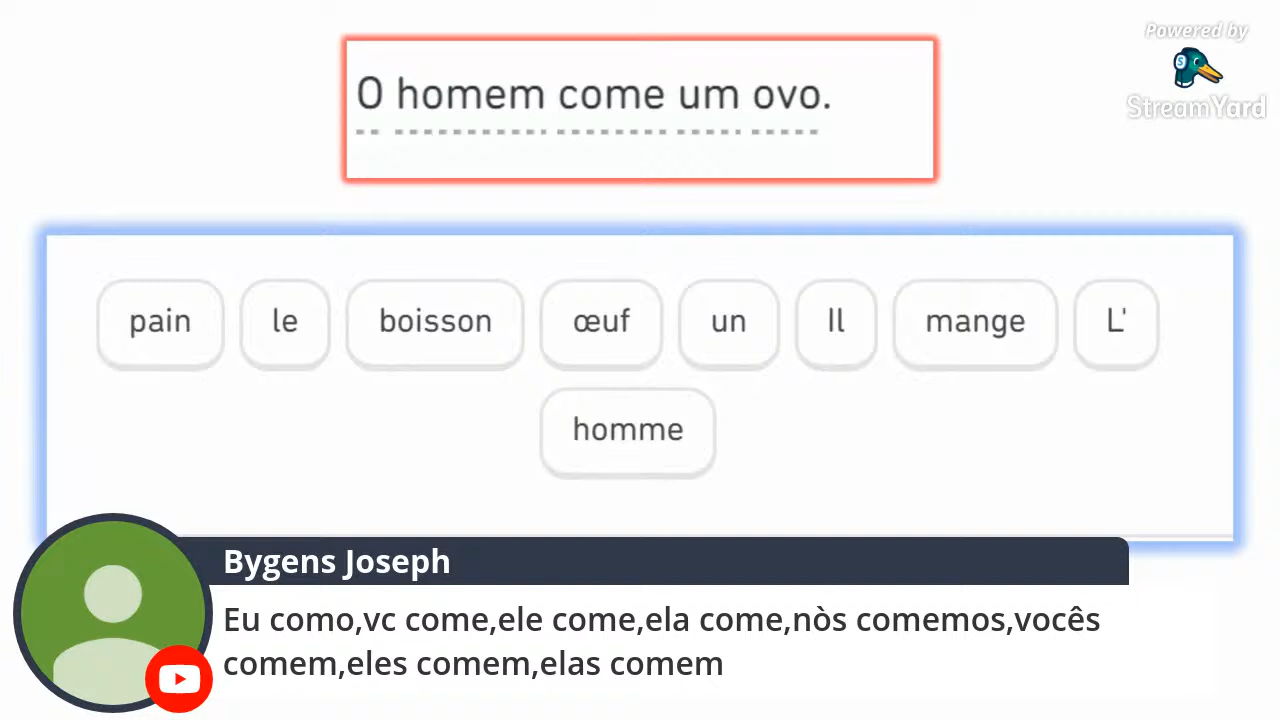 Powered by
StreamYard
O homem come um ovo.
pain le boisson œuf un Il mange L'
homme
Bygens Joseph
Eu como,vc come,ele come,ela come,nòs comemos,vocês
comem,eles comem,elas comem